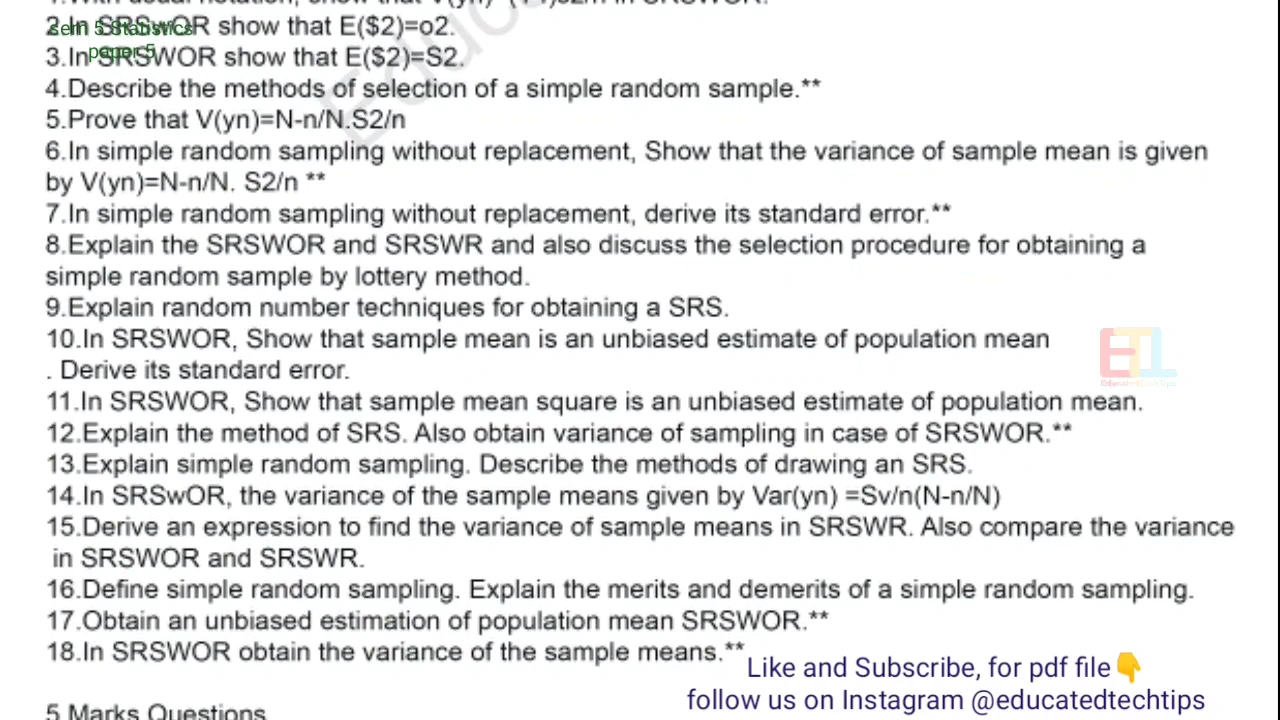 2.In SRSWOR show that E($2)=o2.
sem 5 Statistics
paper 5
3.In SRSWOR show that E($2)=S2.
4.Describe the methods of selection of a simple random sample.**
5.Prove that V(yn)=N-n/N.S2/n
6.In simple random sampling without replacement, Show that the variance of sample mean is given
by V(yn)=N-n/N. S2/n **
7.In simple random sampling without replacement, derive its standard error.**
8.Explain the SRSWOR and SRSWR and also discuss the selection procedure for obtaining a
simple random sample by lottery method.
9.Explain random number techniques for obtaining a SRS.
10.In SRSWOR, Show that sample mean is an unbiased estimate of population mean
. Derive its standard error.
ETL
EducatedTechTips
11.In SRSWOR, Show that sample mean square is an unbiased estimate of population mean.
12.Explain the method of SRS. Also obtain variance of sampling in case of SRSWOR.**
13.Explain simple random sampling. Describe the methods of drawing an SRS.
14.In SRSwOR, the variance of the sample means given by Var(yn) =Sv/n(N-n/N)
15.Derive an expression to find the variance of sample means in SRSWR. Also compare the variance
in SRSWOR and SRSWR.
16.Define simple random sampling. Explain the merits and demerits of a simple random sampling.
17.Obtain an unbiased estimation of population mean SRSWOR.**
18.In SRSWOR obtain the variance of the sample means.**
Like and Subscribe, for pdf file👇
follow us on Instagram @educatedtechtips
5 Marks Questions